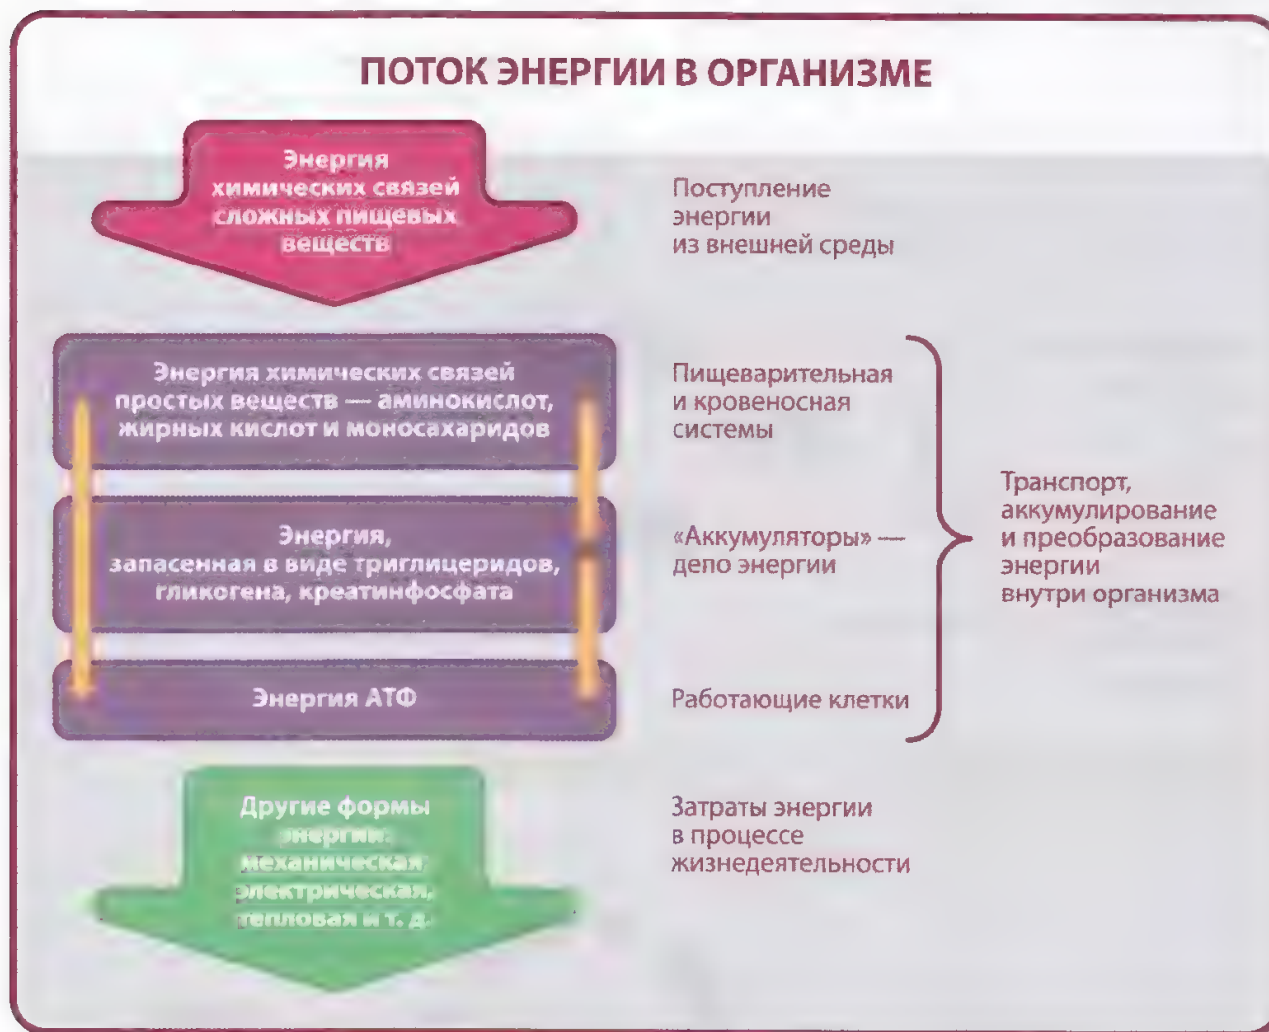 ПОТОК ЭНЕРГИИ В ОРГАНИЗМЕ
Энергия
химических связей
сложных пищевых
веществ
Поступление
энергии
из внешней среды
Энергия химических связей
простых веществ — аминокислот,
жирных кислот и моносахаридов
Пищеварительная
и кровеносная
системы
Энергия,
запасенная в виде триглицеридов,
гликогена, креатинфосфата
«Аккумуляторы» —
депо энергии
Энергия АТФ
Работающие клетки
Транспорт,
аккумулирование
и преобразование
энергии
внутри организма
Другие формы
энергии:
механическая
электрическая,
тепловая и т. д.
Затраты энергии
в процессе
жизнедеятельности